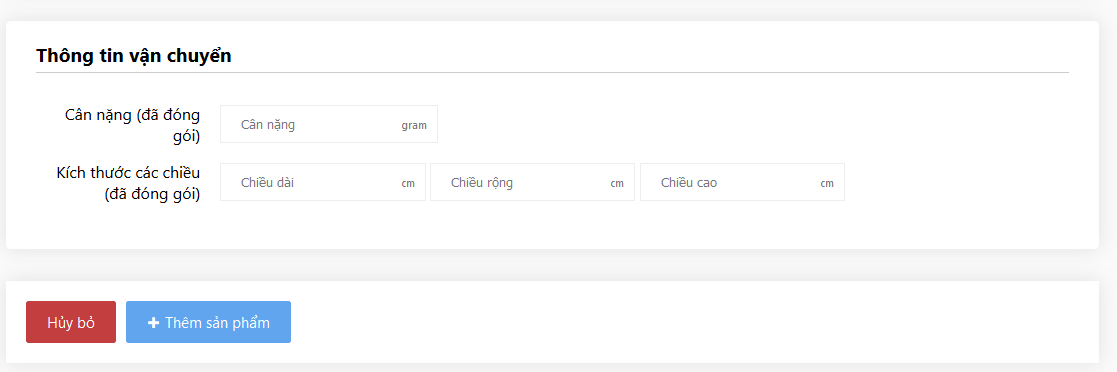 Thông tin vận chuyển
Cân nặng (đã đóng
gói)
Cân nặng gram
Kích thước các chiều
(đã đóng gói)
Chiều dài cm Chiều rộng cm Chiều cao cm
Hủy bỏ Thêm sản phẩm